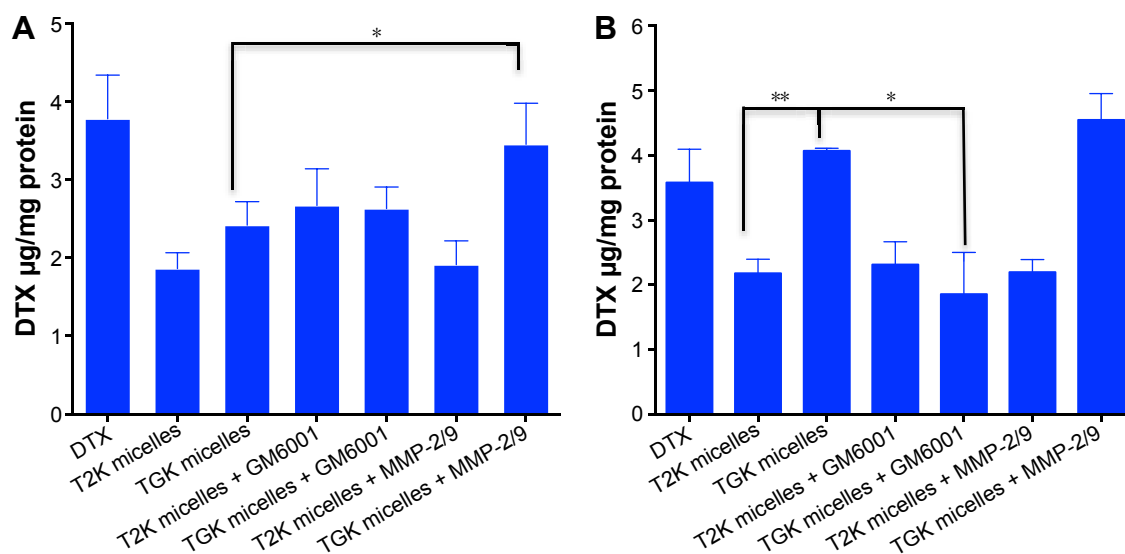 A
DTX µg/mg protein
5
4
3
2
1
0
*
DTX
T2K micelles
TGK micelles
T2K micelles + GM6001
TGK micelles + GM6001
T2K micelles + MMP-2/9
TGK micelles + MMP-2/9
B
DTX µg/mg protein
6
5
4
3
2
1
0
**
*
DTX
T2K micelles
TGK micelles
T2K micelles + GM6001
TGK micelles + GM6001
T2K micelles + MMP-2/9
TGK micelles + MMP-2/9